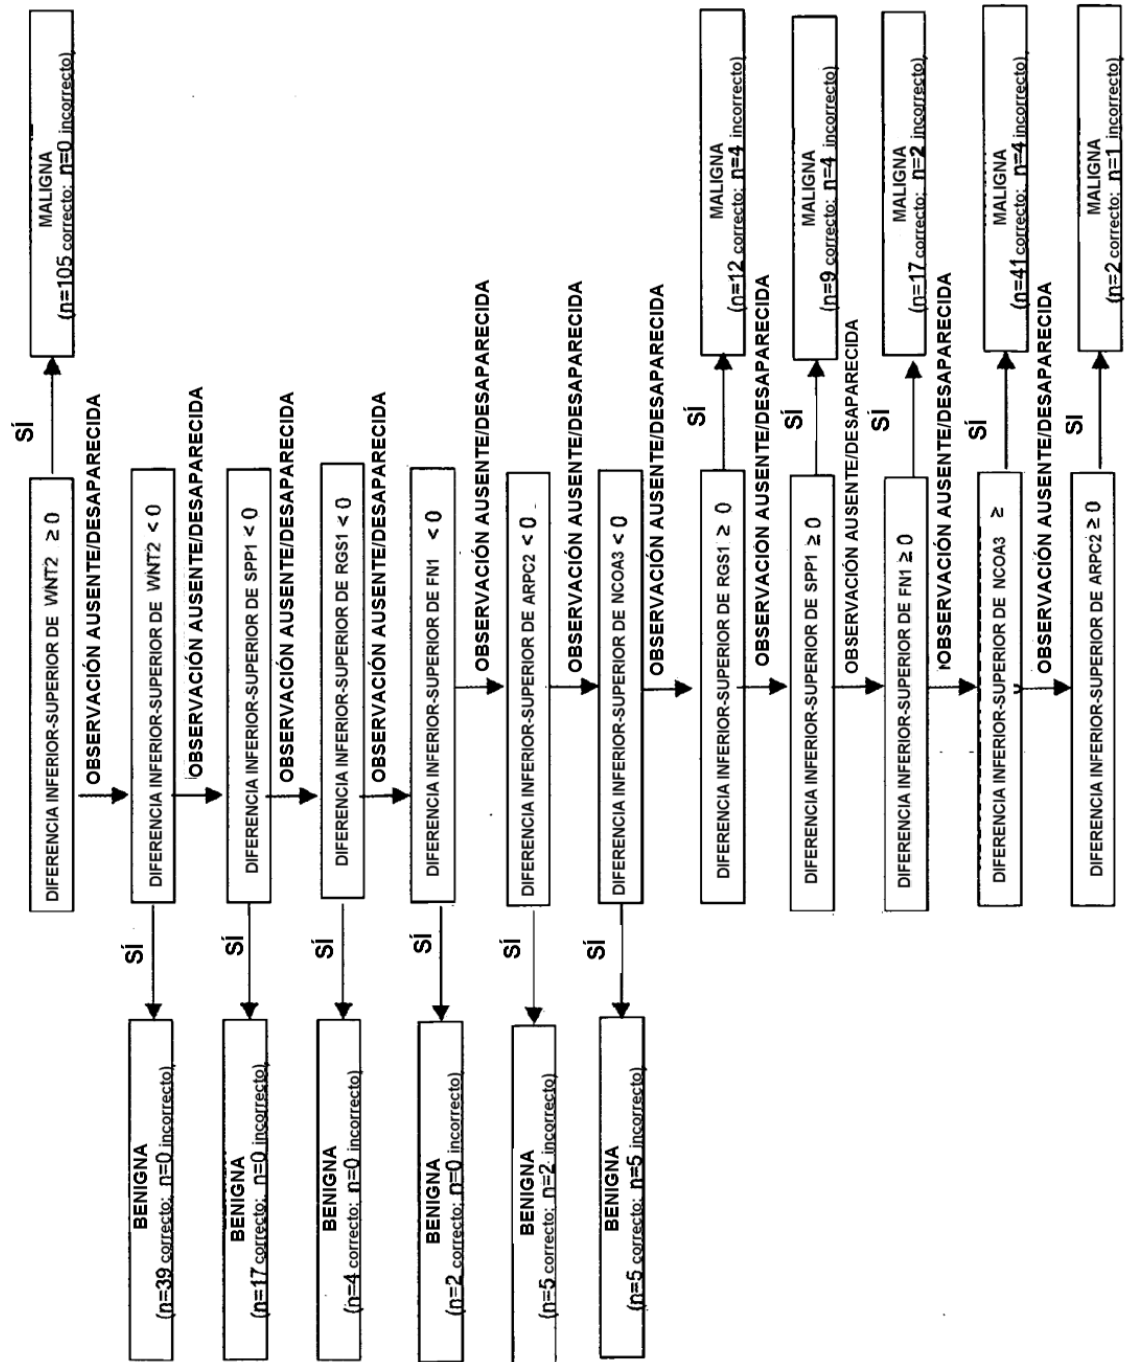 DIFERENCIA INFERIOR-SUPERIOR DE WNT2 ≥ 0
SÍ
MALIGNA
(n=105 correcto; n=0 incorrecto)
OBSERVACIÓN AUSENTE/DESAPARECIDA
DIFERENCIA INFERIOR-SUPERIOR DE WNT2 < 0
SÍ
BENIGNA
(n=39 correcto; n=0 incorrecto)
OBSERVACIÓN AUSENTE/DESAPARECIDA
DIFERENCIA INFERIOR-SUPERIOR DE SPP1 < 0
SÍ
BENIGNA
(n=17 correcto; n=0 incorrecto)
OBSERVACIÓN AUSENTE/DESAPARECIDA
DIFERENCIA INFERIOR-SUPERIOR DE RGS1 < 0
SÍ
BENIGNA
(n=4 correcto; n=0 incorrecto)
OBSERVACIÓN AUSENTE/DESAPARECIDA
DIFERENCIA INFERIOR-SUPERIOR DE FN1 < 0
SÍ
BENIGNA
(n=2 correcto; n=0 incorrecto)
OBSERVACIÓN AUSENTE/DESAPARECIDA
DIFERENCIA INFERIOR-SUPERIOR DE ARPC2 < 0
SÍ
BENIGNA
(n=5 correcto; n=2 incorrecto)
OBSERVACIÓN AUSENTE/DESAPARECIDA
DIFERENCIA INFERIOR-SUPERIOR DE NCOA3 < 0
SÍ
BENIGNA
(n=5 correcto; n=5 incorrecto)
OBSERVACIÓN AUSENTE/DESAPARECIDA
DIFERENCIA INFERIOR-SUPERIOR DE RGS1 ≥ 0
SÍ
MALIGNA
(n=12 correcto; n=4 incorrecto)
OBSERVACIÓN AUSENTE/DESAPARECIDA
DIFERENCIA INFERIOR-SUPERIOR DE SPP1 ≥ 0
SÍ
MALIGNA
(n=9 correcto; n=4 incorrecto)
OBSERVACIÓN AUSENTE/DESAPARECIDA
DIFERENCIA INFERIOR-SUPERIOR DE FN1 ≥ 0
SÍ
MALIGNA
(n=17 correcto; n=2 incorrecto)
OBSERVACIÓN AUSENTE/DESAPARECIDA
DIFERENCIA INFERIOR-SUPERIOR DE NCOA3 ≥
SÍ
MALIGNA
(n=41 correcto; n=4 incorrecto)
OBSERVACIÓN AUSENTE/DESAPARECIDA
DIFERENCIA INFERIOR-SUPERIOR DE ARPC2 ≥ 0
SÍ
MALIGNA
(n=2 correcto; n=1 incorrecto)